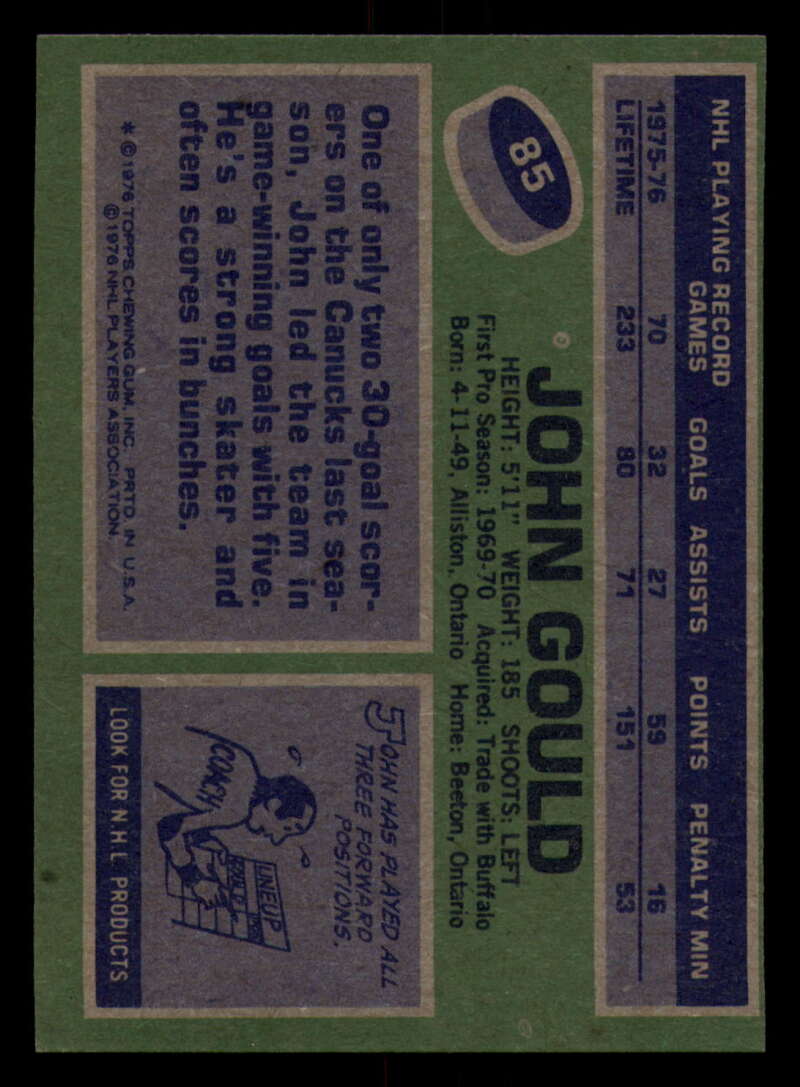 NHL PLAYING RECORD
GAMES GOALS ASSISTS POINTS PENALTY MIN
1975-76 70 32 27 59 16
LIFETIME 233 80 71 151 53
85
JOHN GOULD
HEIGHT: 5'11" WEIGHT: 185 SHOOTS: LEFT
First Pro Season: 1969-70 Acquired: Trade with Buffalo
Born: 4-11-49, Alliston, Ontario Home: Beeton, Ontario
One of only two 30-goal scor-
ers on the Canucks last sea-
son, John led the team in
game-winning goals with five.
He's a strong skater and
often scores in bunches.
* © 1976 TOPPS CHEWING GUM, INC. PRTD. IN U.S.A.
© 1976 NHL PLAYERS ASSOCIATION
JOHN HAS PLAYED ALL
THREE FORWARD
POSITIONS.
COACH
LINEUP
LOOK FOR N.H.L PRODUCTS